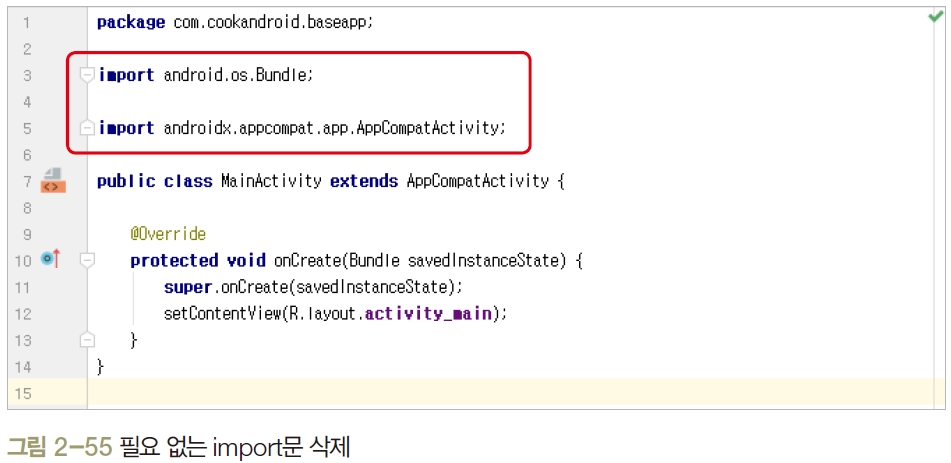 1 package com.cookandroid.baseapp;
2
3 import android.os.Bundle;
4
5 import androidx.appcompat.app.AppCompatActivity;
6
7 public class MainActivity extends AppCompatActivity {
8
9 @Override
10 protected void onCreate(Bundle savedInstanceState) {
11 super.onCreate(savedInstanceState);
12 setContentView(R.layout.activity_main);
13 }
14 }
15
그림 2-55 필요 없는 import문 삭제